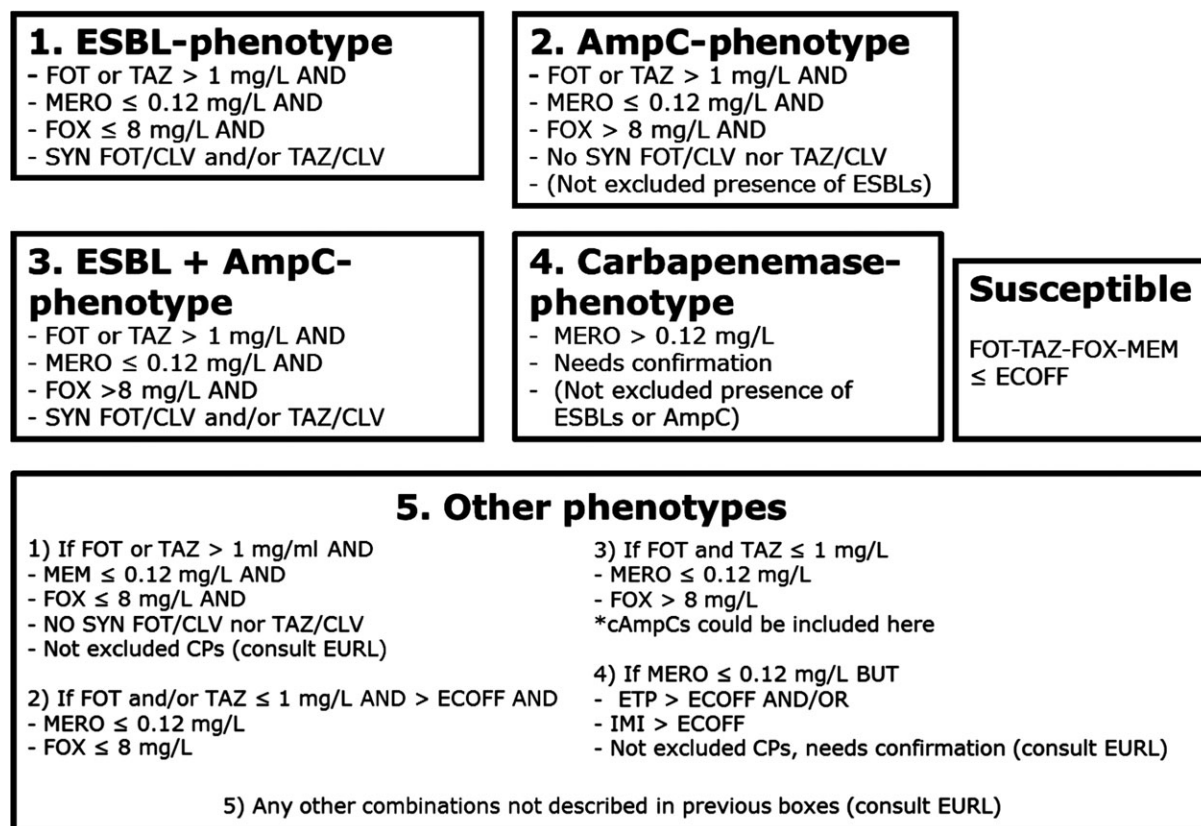 1. ESBL-phenotype
- FOT or TAZ > 1 mg/L AND
- MERO ≤ 0.12 mg/L AND
- FOX ≤ 8 mg/L AND
- SYN FOT/CLV and/or TAZ/CLV
2. AmpC-phenotype
- FOT or TAZ > 1 mg/L AND
- MERO ≤ 0.12 mg/L AND
- FOX > 8 mg/L AND
- No SYN FOT/CLV nor TAZ/CLV
- (Not excluded presence of ESBLs)
3. ESBL + AmpC-
phenotype
- FOT or TAZ > 1 mg/L AND
- MERO ≤ 0.12 mg/L AND
- FOX >8 mg/L AND
- SYN FOT/CLV and/or TAZ/CLV
4. Carbapenemase-
phenotype
- MERO > 0.12 mg/L
- Needs confirmation
- (Not excluded presence of
ESBLs or AmpC)
Susceptible
FOT-TAZ-FOX-MEM
≤ ECOFF
5. Other phenotypes
1) If FOT or TAZ > 1 mg/ml AND
- MEM ≤ 0.12 mg/L AND
- FOX ≤ 8 mg/L AND
- NO SYN FOT/CLV nor TAZ/CLV
- Not excluded CPs (consult EURL)
2) If FOT and/or TAZ ≤ 1 mg/L AND > ECOFF AND
- MERO ≤ 0.12 mg/L
- FOX ≤ 8 mg/L
3) If FOT and TAZ ≤ 1 mg/L
- MERO ≤ 0.12 mg/L
- FOX > 8 mg/L
*cAmpCs could be included here
4) If MERO ≤ 0.12 mg/L BUT
- ETP > ECOFF AND/OR
- IMI > ECOFF
- Not excluded CPs, needs confirmation (consult EURL)
5) Any other combinations not described in previous boxes (consult EURL)